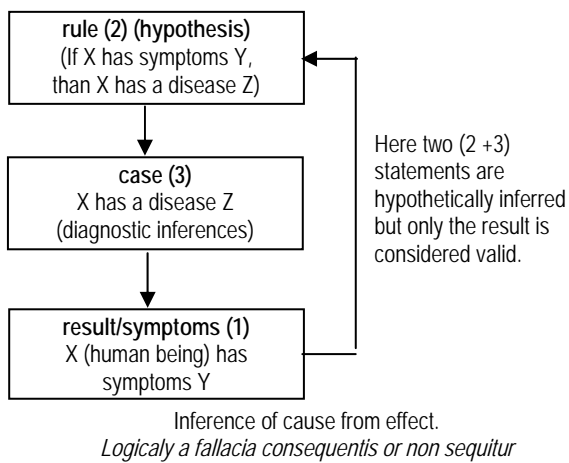 rule (2) (hypothesis)
(If X has symptoms Y,
than X has a disease Z)
case (3)
X has a disease Z
(diagnostic inferences)
result/symptoms (1)
X (human being) has
symptoms Y
Here two (2 +3)
statements are
hypothetically inferred
but only the result is
considered valid.
Inference of cause from effect.
Logicaly a fallacia consequentis or non sequitur